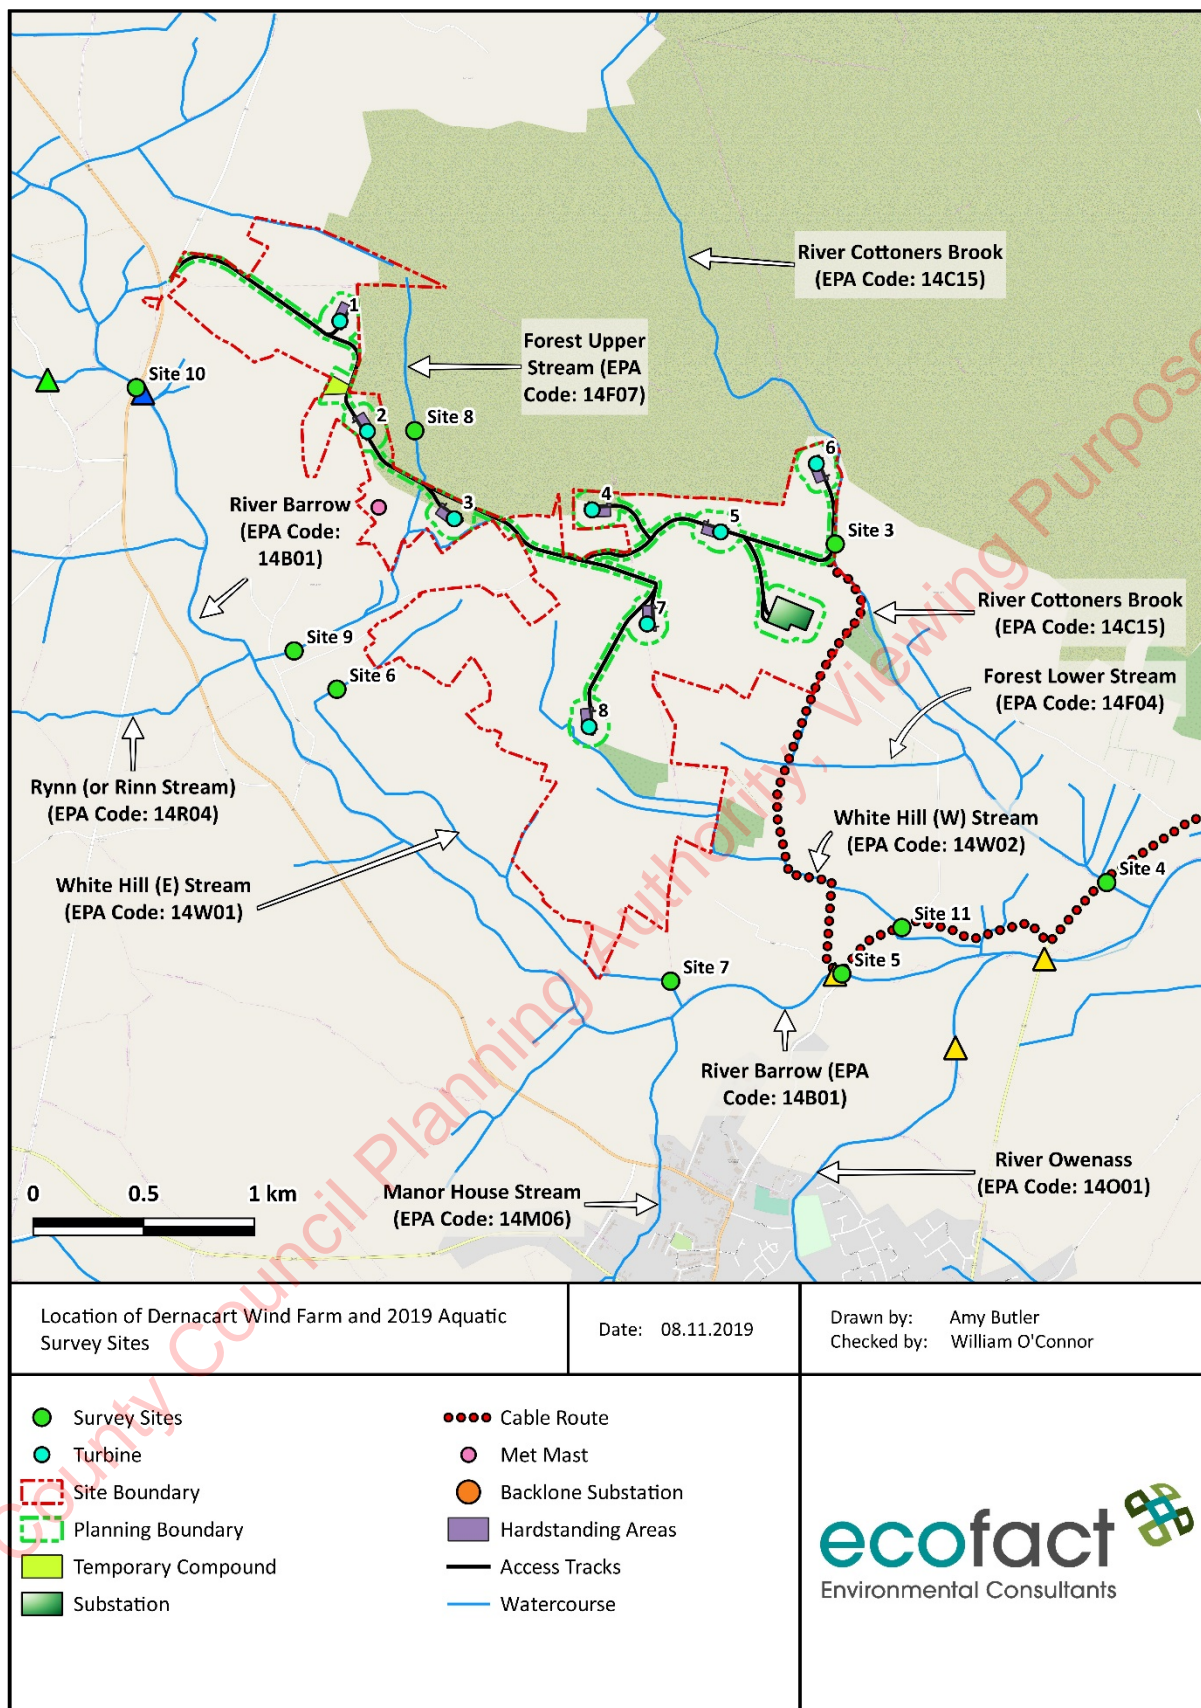 River Cottoners Brook
(EPA Code: 14C15)
1
Forest Upper
Stream (EPA
Code: 14F07)
Site 10
2
Site 8
6
River Barrow
(EPA Code:
14B01)
3
4
5
Site 3
River Cottoners Brook
(EPA Code: 14C15)
7
Site 9
Site 6
Forest Lower Stream
(EPA Code: 14F04)
8
Rynn (or Rinn Stream)
(EPA Code: 14R04)
White Hill (W) Stream
(EPA Code: 14W02)
White Hill (E) Stream
(EPA Code: 14W01)
Site 4
Site 11
Site 7
Site 5
River Barrow (EPA
Code: 14B01)
River Owenass
(EPA Code: 14O01)
Manor House Stream
(EPA Code: 14M06)
0 0.5 1 km
County Council Planning Authority, Viewing Purpose
Location of Dernacart Wind Farm and 2019 Aquatic
Survey Sites
Date: 08.11.2019
Drawn by: Amy Butler
Checked by: William O'Connor
Survey Sites
Turbine
Site Boundary
Planning Boundary
Temporary Compound
Substation
Cable Route
Met Mast
Backlone Substation
Hardstanding Areas
Access Tracks
Watercourse
ecofact
Environmental Consultants